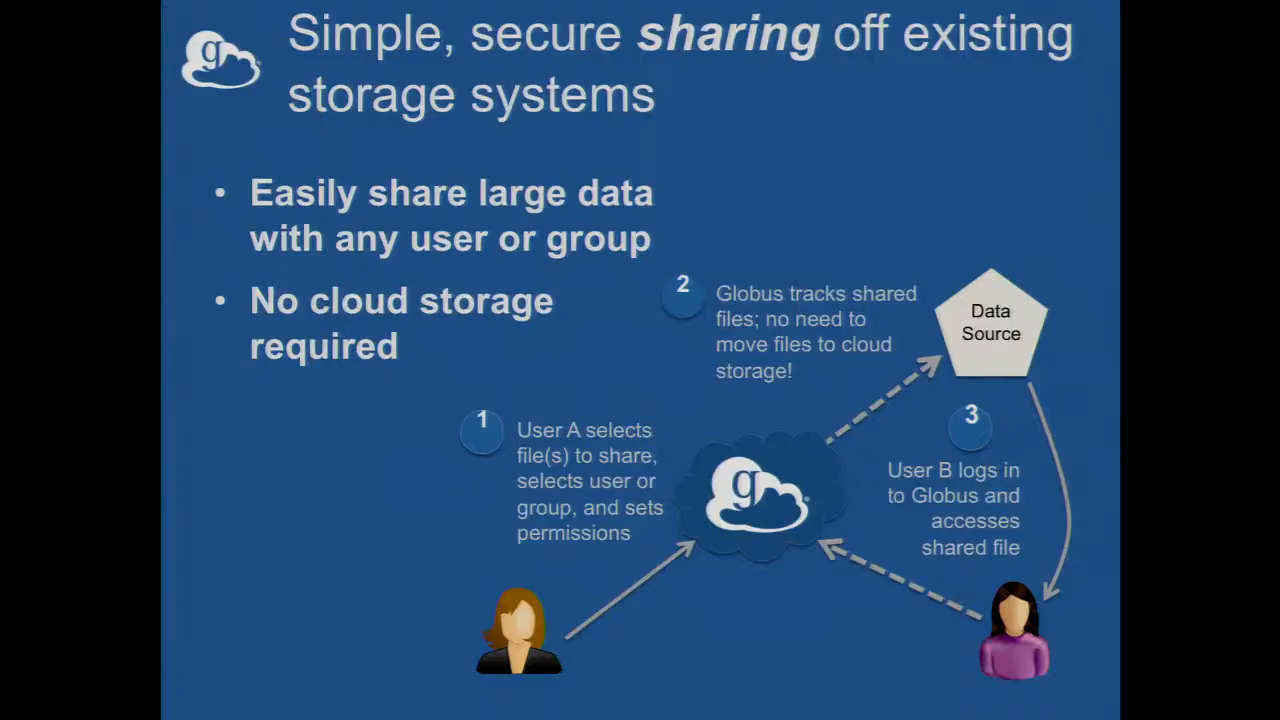 Simple, secure sharing off existing
storage systems
• Easily share large data
with any user or group
• No cloud storage
required
2
Globus tracks shared
files; no need to
move files to cloud
storage!
Data
Source
1
User A selects
file(s) to share,
selects user or
group, and sets
permissions
3
User B logs in
to Globus and
accesses
shared file
g
g